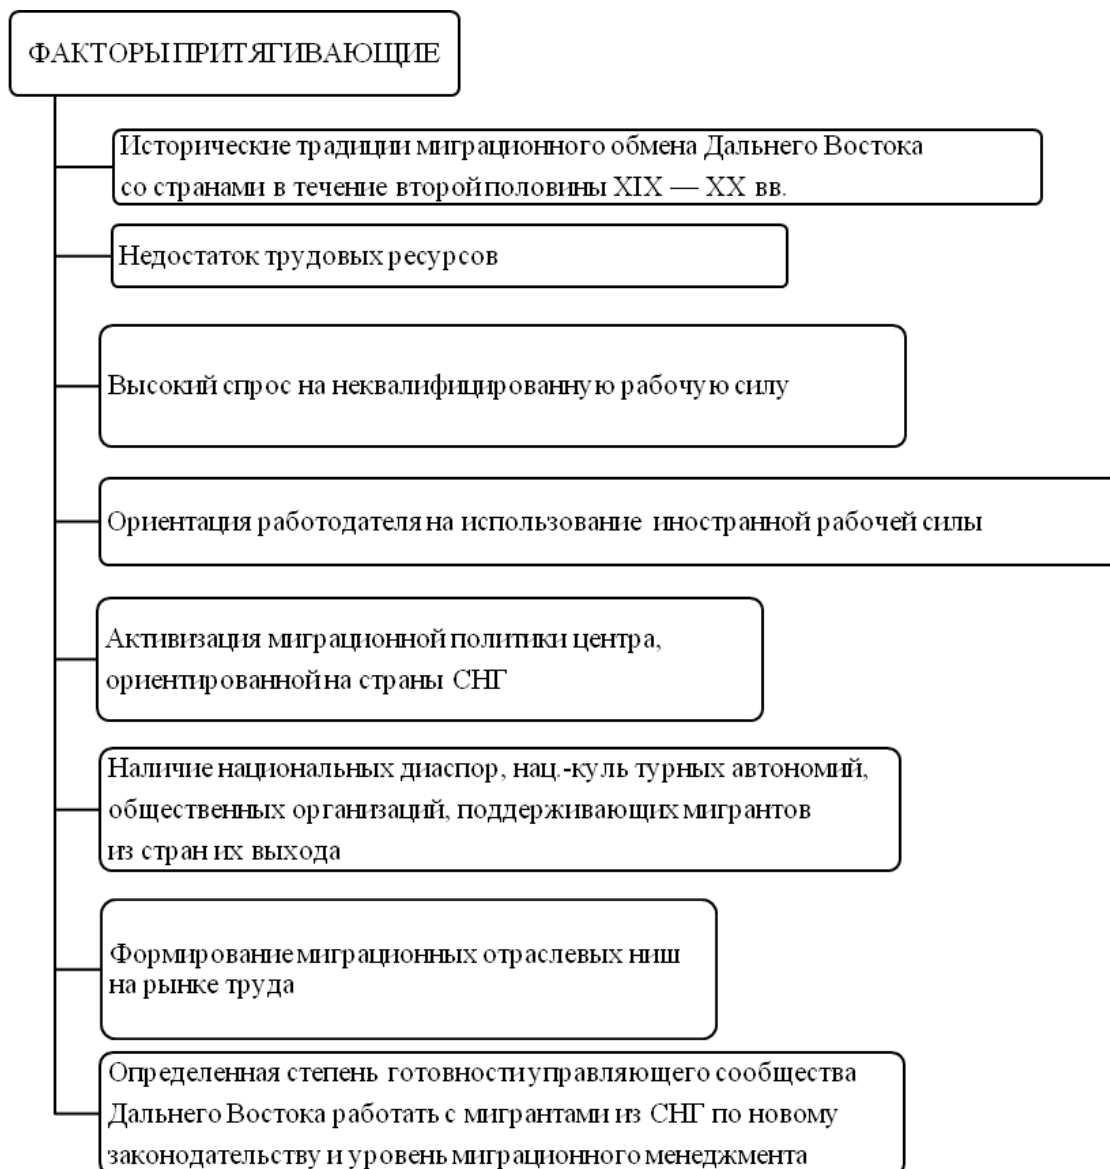 ФАКТОРЫ ПРИТЯГИВАЮЩИЕ
Исторические традиции миграционного обмена Дальнего Востока
со странами в течение второй половины XIX — XX вв.
Недостаток трудовых ресурсов
Высокий спрос на неквалифицированную рабочую силу
Ориентация работодателя на использование иностранной рабочей силы
Активизация миграционной политики центра,
ориентированной на страны СНГ
Наличие национальных диаспор, нац.-куль турных автономий,
общественных организаций, поддерживающих мигрантов
из стран их выхода
Формирование миграционных отраслевых ниш
на рынке труда
Определенная степень готовности управляющего сообщества
Дальнего Востока работать с мигрантами из СНГ по новому
законодательству и уровень миграционного менеджмента